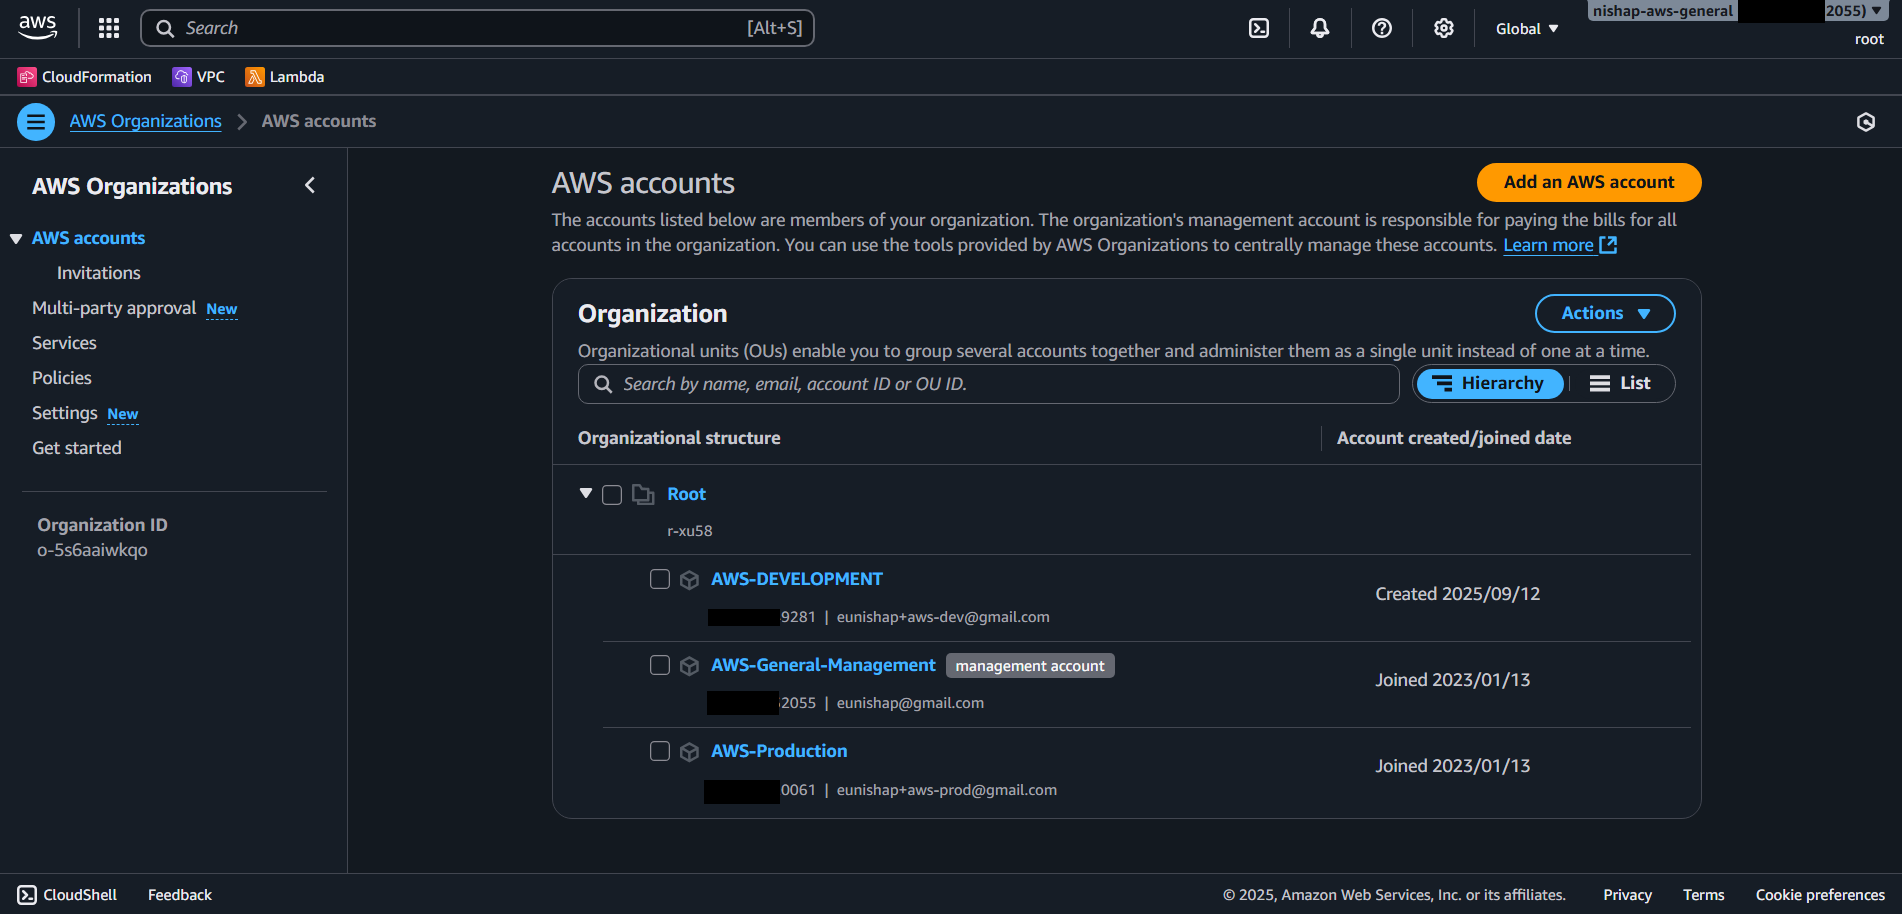 aws
Search [Alt+S]
Global
nishap-aws-general 2055)
root
CloudFormation VPC Lambda
AWS Organizations > AWS accounts
AWS Organizations
AWS accounts
Invitations
Multi-party approval New
Services
Policies
Settings New
Get started
Organization ID
o-5s6aaiwkqo
AWS accounts
Add an AWS account
The accounts listed below are members of your organization. The organization's management account is responsible for paying the bills for all
accounts in the organization. You can use the tools provided by AWS Organizations to centrally manage these accounts. Learn more
Organization
Actions
Organizational units (OUs) enable you to group several accounts together and administer them as a single unit instead of one at a time.
Search by name, email, account ID or OU ID.
Hierarchy | List
Organizational structure Account created/joined date
Root
r-xu58
AWS-DEVELOPMENT
9281 | eunishap+aws-dev@gmail.com
Created 2025/09/12
AWS-General-Management management account
2055 | eunishap@gmail.com
Joined 2023/01/13
AWS-Production
0061 | eunishap+aws-prod@gmail.com
Joined 2023/01/13
CloudShell Feedback © 2025, Amazon Web Services, Inc. or its affiliates. Privacy Terms Cookie preferences